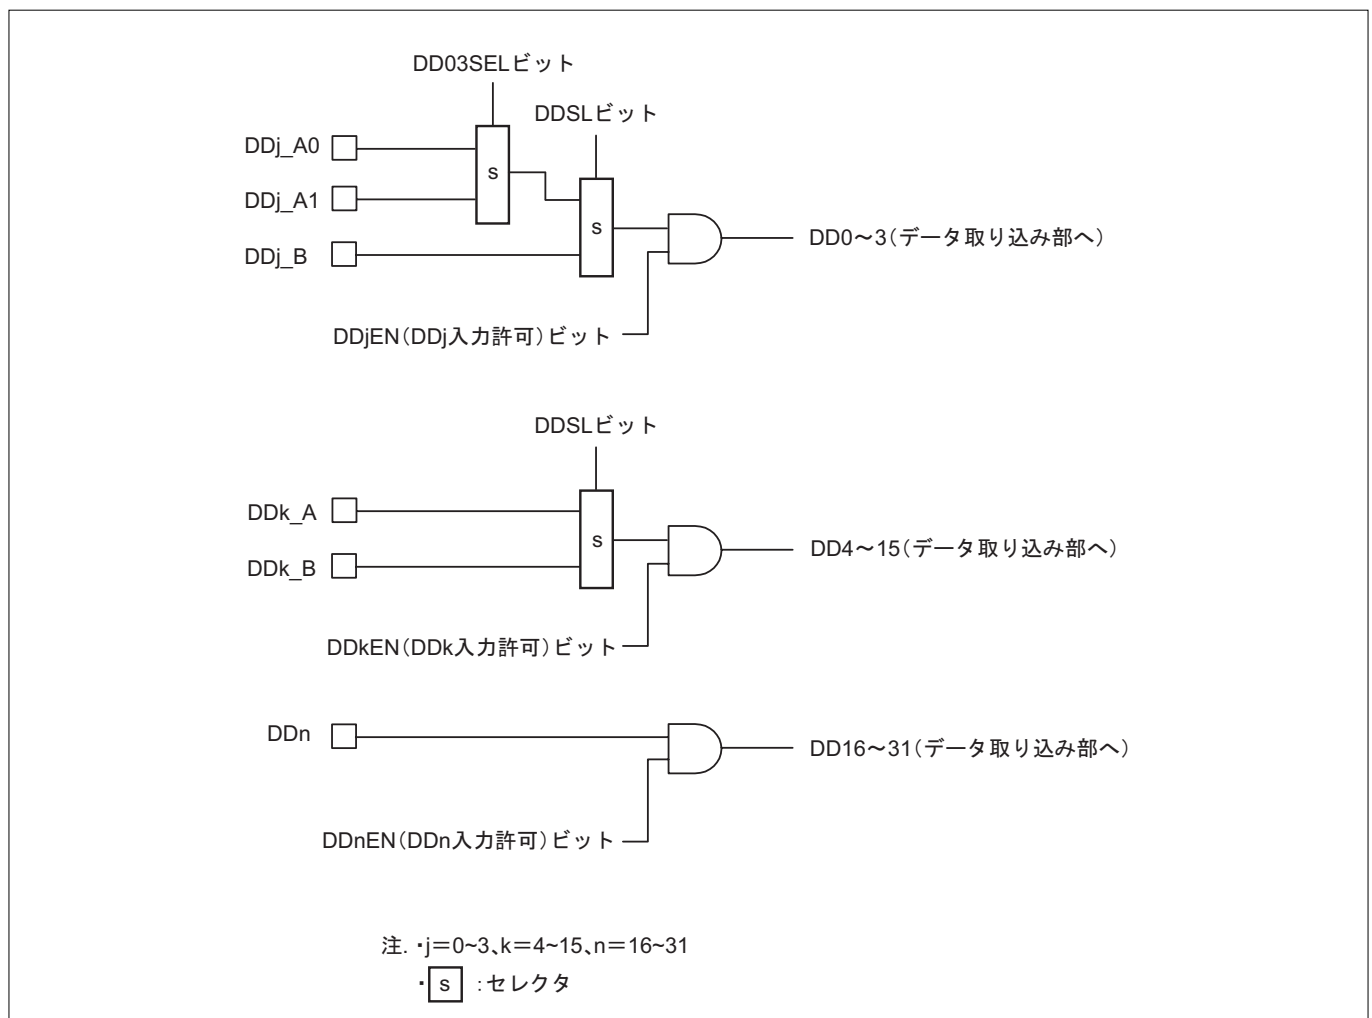 DD03SELビット
DDSLビット
DDj_A0
s
DDj_A1
s
DDj_B
DD0～3（データ取り込み部へ）
DDjEN（DDj入力許可）ビット
DDSLビット
DDk_A
s
DDk_B
DD4～15（データ取り込み部へ）
DDkEN（DDk入力許可）ビット
DDn
DD16～31（データ取り込み部へ）
DDnEN（DDn入力許可）ビット
注. ・j＝0~3、k＝4~15、n＝16~31
・s：セレクタ